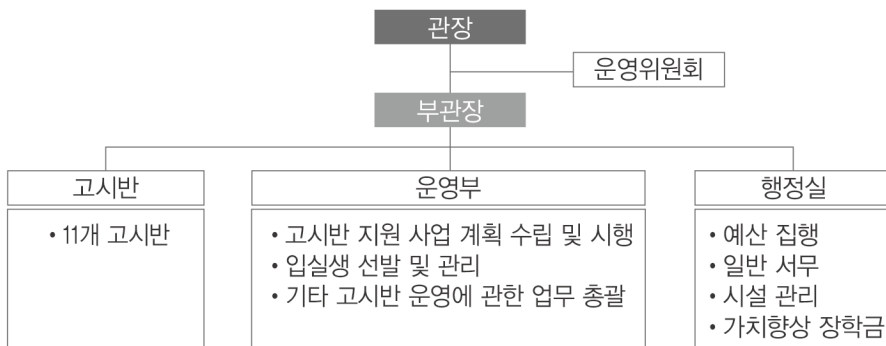 관장
운영위원회
부관장
고시반
• 11개 고시반
운영부
• 고시반 지원 사업 계획 수립 및 시행
• 입실생 선발 및 관리
• 기타 고시반 운영에 관한 업무 총괄
행정실
• 예산 집행
• 일반 서무
• 시설 관리
• 가치향상 장학금